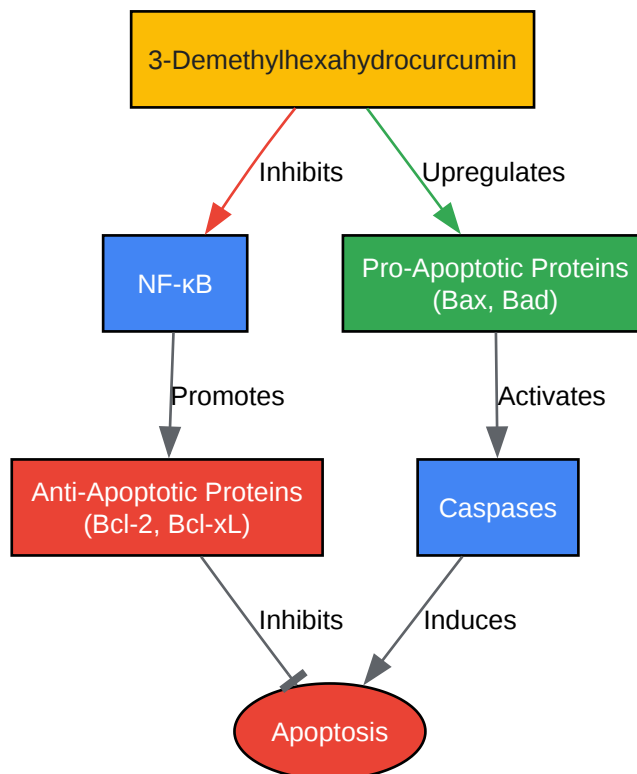 3-Demethylhexahydrocurcumin
Inhibits
Upregulates
NF-κB
Pro-Apoptotic Proteins
(Bax, Bad)
Promotes
Activates
Anti-Apoptotic Proteins
(Bcl-2, Bcl-xL)
Caspases
Inhibits
Induces
Apoptosis